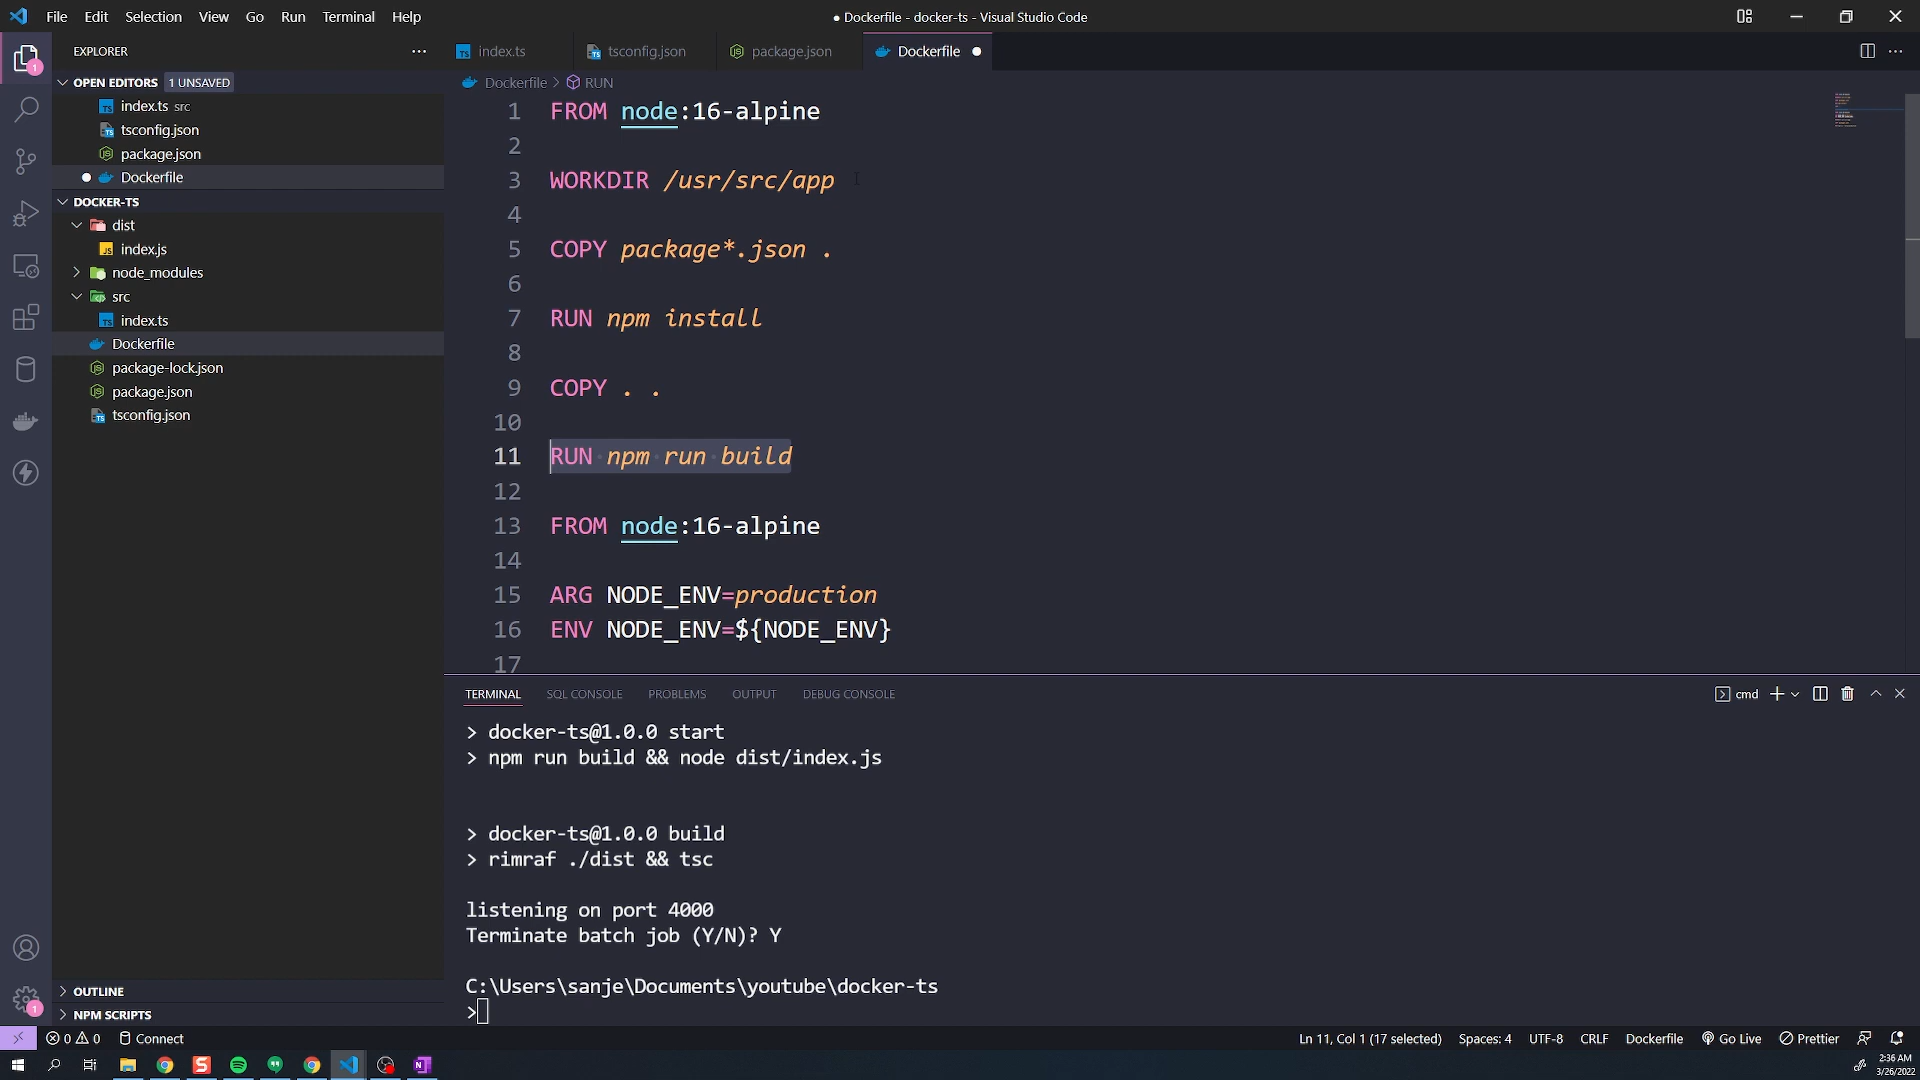 File Edit Selection View Go Run Terminal Help
● Dockerfile - docker-ts - Visual Studio Code
EXPLORER
OPEN EDITORS 1 UNSAVED
index.ts src
tsconfig.json
package.json
Dockerfile
DOCKER-TS
dist
index.js
node_modules
src
index.ts
Dockerfile
package-lock.json
package.json
tsconfig.json
OUTLINE
NPM SCRIPTS
index.ts tsconfig.json package.json Dockerfile
Dockerfile > RUN
1 FROM node:16-alpine
2
3 WORKDIR /usr/src/app
4
5 COPY package*.json .
6
7 RUN npm install
8
9 COPY . .
10
11 RUN npm run build
12
13 FROM node:16-alpine
14
15 ARG NODE_ENV=production
16 ENV NODE_ENV=${NODE_ENV}
17
TERMINAL SQL CONSOLE PROBLEMS OUTPUT DEBUG CONSOLE
cmd
> docker-ts@1.0.0 start
> npm run build && node dist/index.js
> docker-ts@1.0.0 build
> rimraf ./dist && tsc
listening on port 4000
Terminate batch job (Y/N)? Y
C:\Users\sanje\Documents\youtube\docker-ts
>
0 0 Connect
Ln 11, Col 1 (17 selected) Spaces: 4 UTF-8 CRLF Dockerfile Go Live Prettier
2:36 AM
3/26/2022